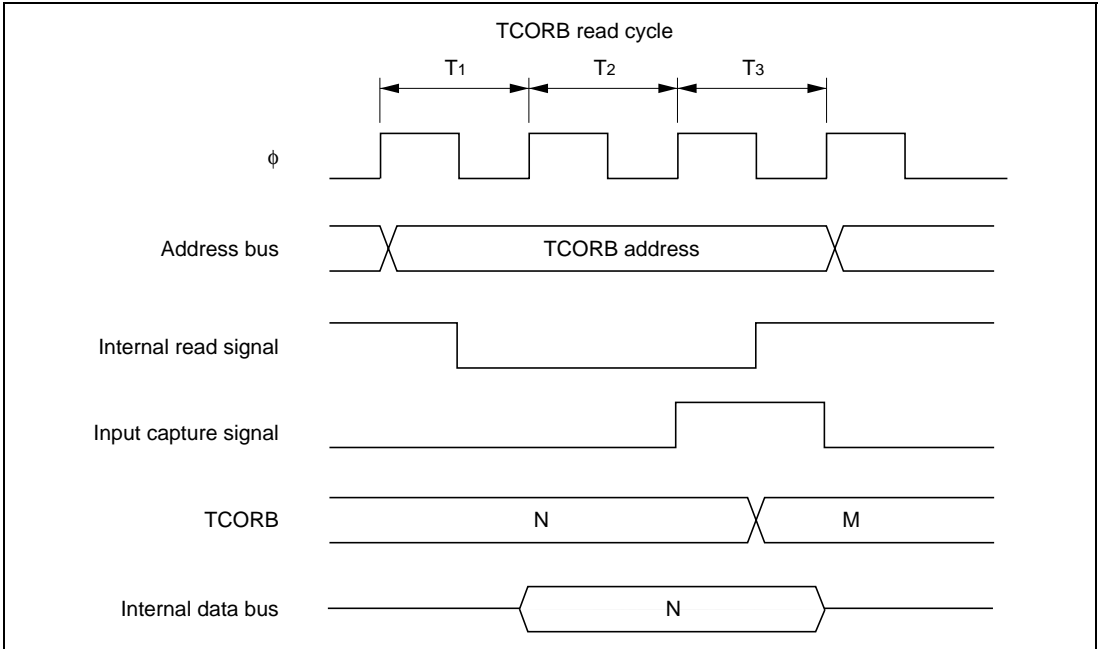 TCORB read cycle
T1 T2 T3
ϕ
Address bus TCORB address
Internal read signal
Input capture signal
TCORB N M
Internal data bus N